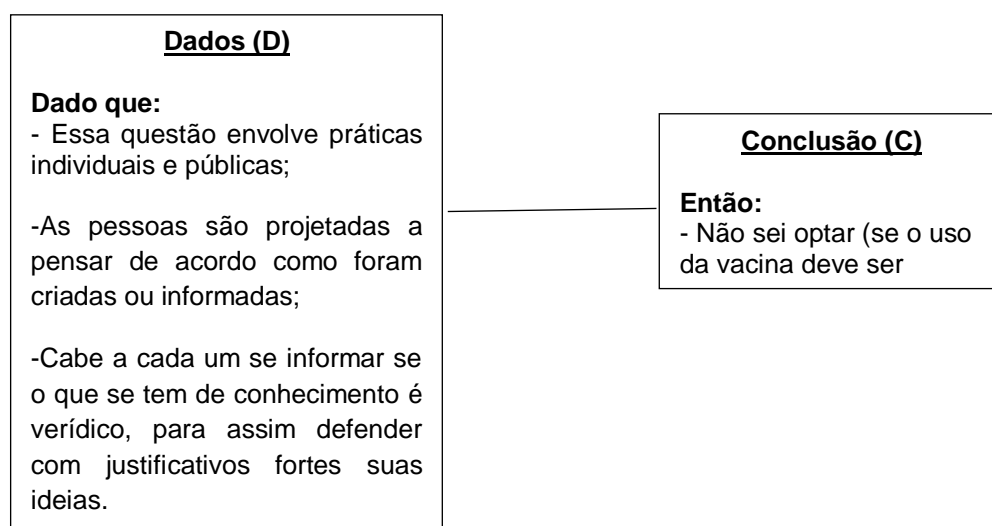 Dados (D)
Dado que:
- Essa questão envolve práticas
individuais e públicas;
-As pessoas são projetadas a
pensar de acordo como foram
criadas ou informadas;
-Cabe a cada um se informar se
o que se tem de conhecimento é
verídico, para assim defender
com justificativos fortes suas
ideias.
Conclusão (C)
Então:
- Não sei optar (se o uso
da vacina deve ser